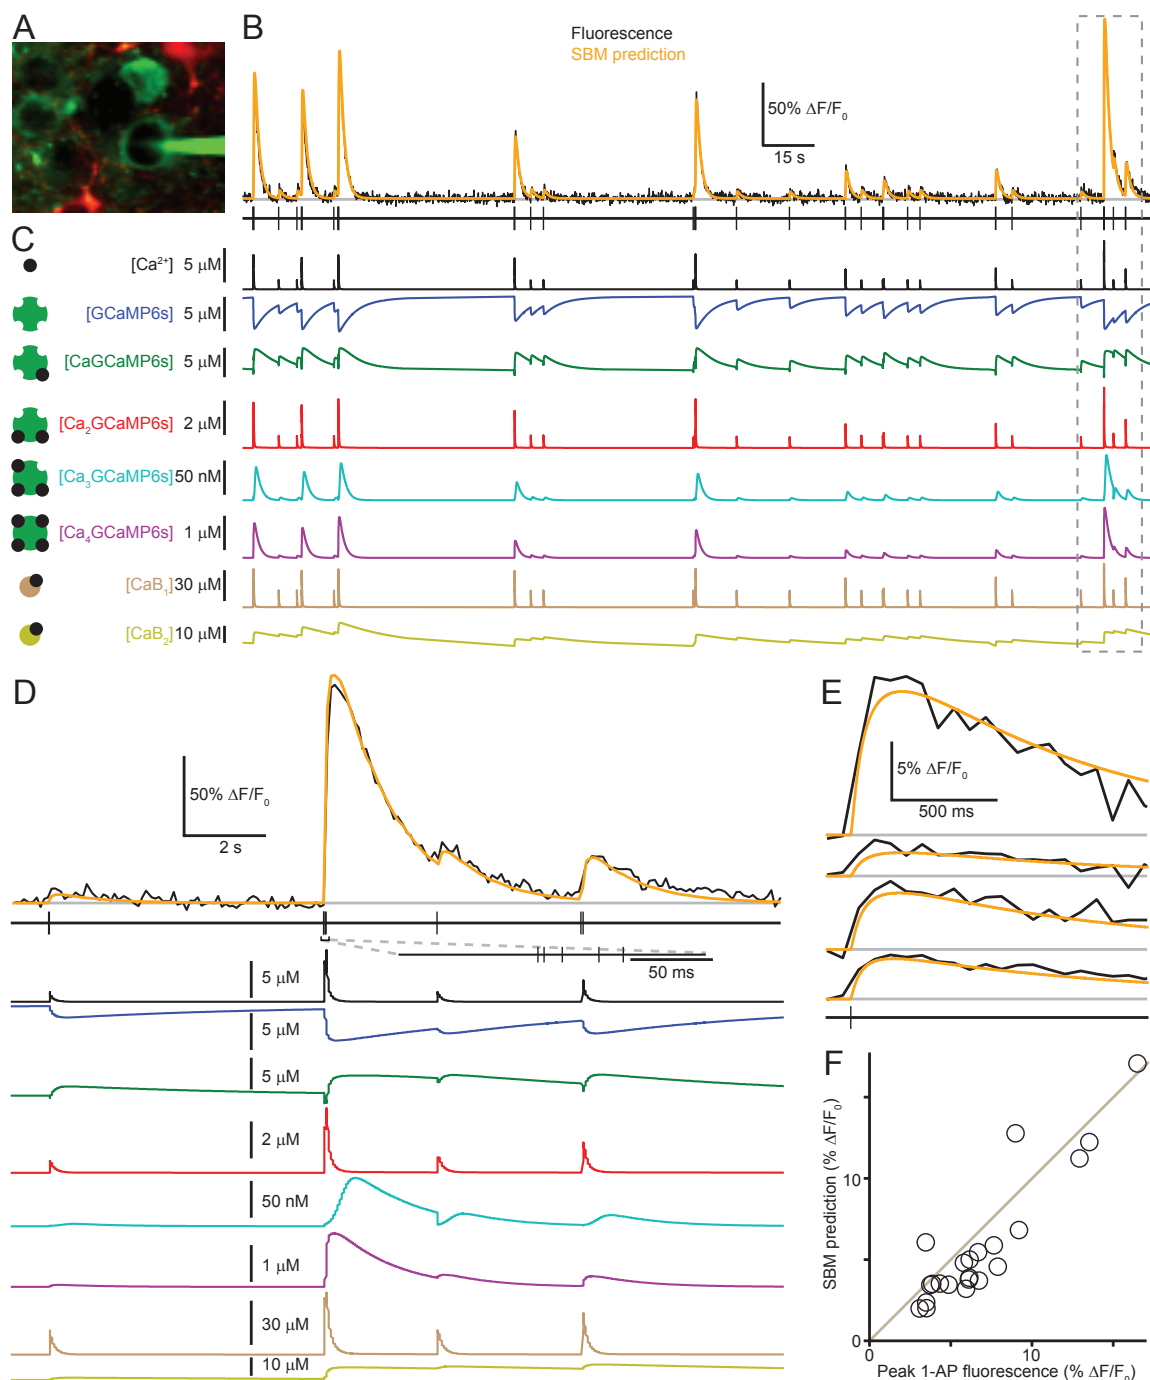 A
B
Fluorescence
SBM prediction
50% ΔF/F₀
15 s
C
[Ca²⁺] 5 μM
[GCaMP6s] 5 μM
[CaGCaMP6s] 5 μM
[Ca₂GCaMP6s] 2 μM
[Ca₃GCaMP6s] 50 nM
[Ca₄GCaMP6s] 1 μM
[CaB₁] 30 μM
[CaB₂] 10 μM
D
50% ΔF/F₀
2 s
50 ms
5 μM
5 μM
5 μM
2 μM
50 nM
1 μM
30 μM
10 μM
E
5% ΔF/F₀
500 ms
F
SBM prediction (% ΔF/F₀)
10
0
0
10
Peak 1-AP fluorescence (% ΔF/F₀)